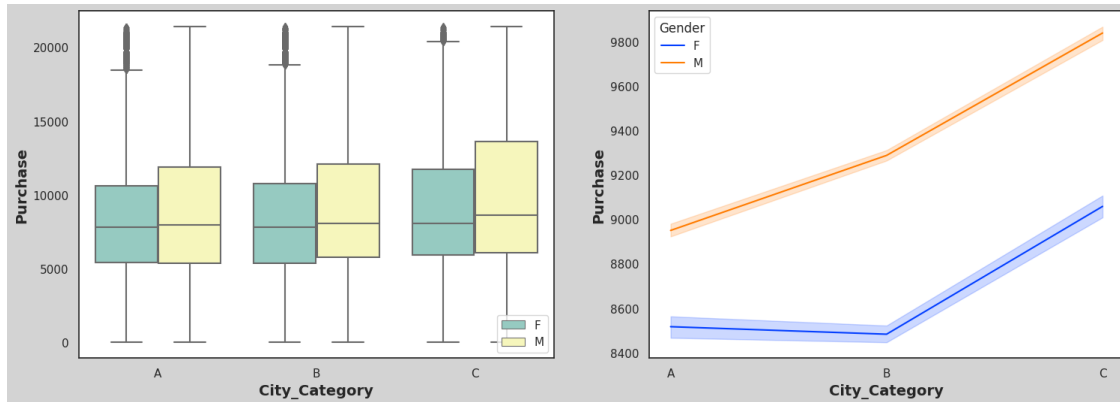 20000
15000
10000
5000
0
Purchase
A
B
C
City_Category
F
M
9800
9600
9400
9200
9000
8800
8600
8400
Purchase
Gender
F
M
A
B
C
City_Category